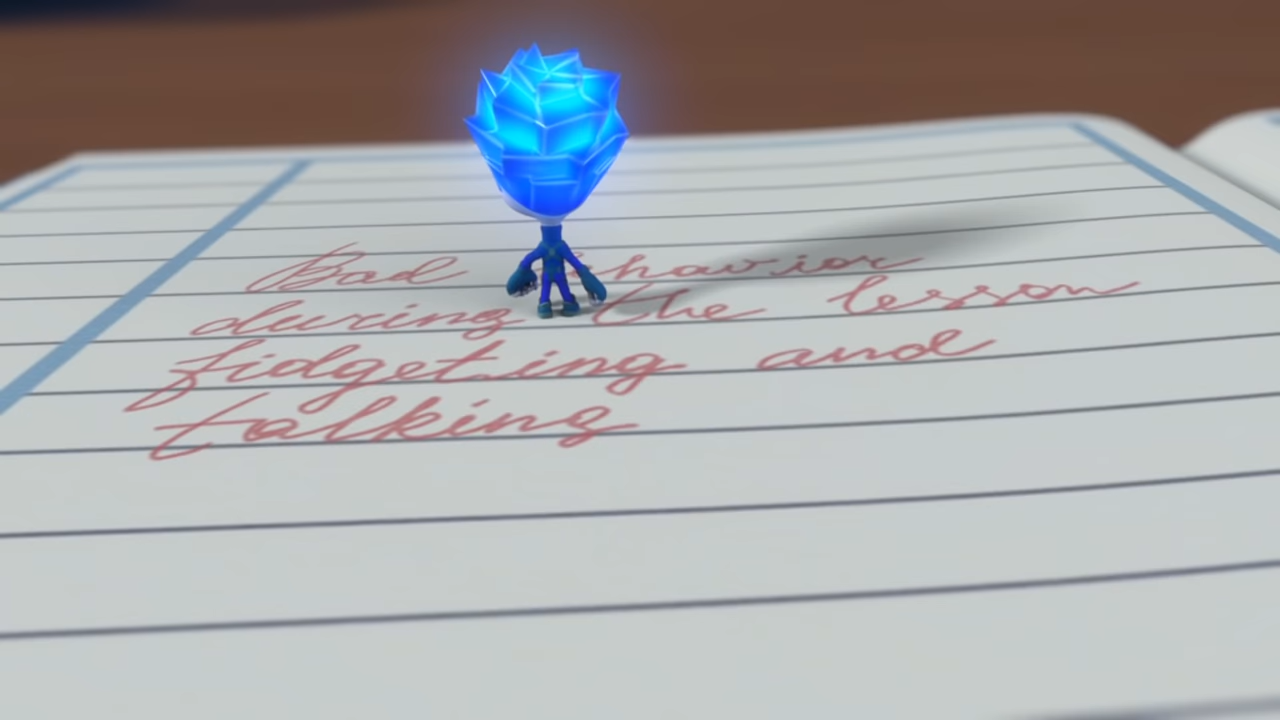 Bad behavior
during the lesson
fidgeting and
talking